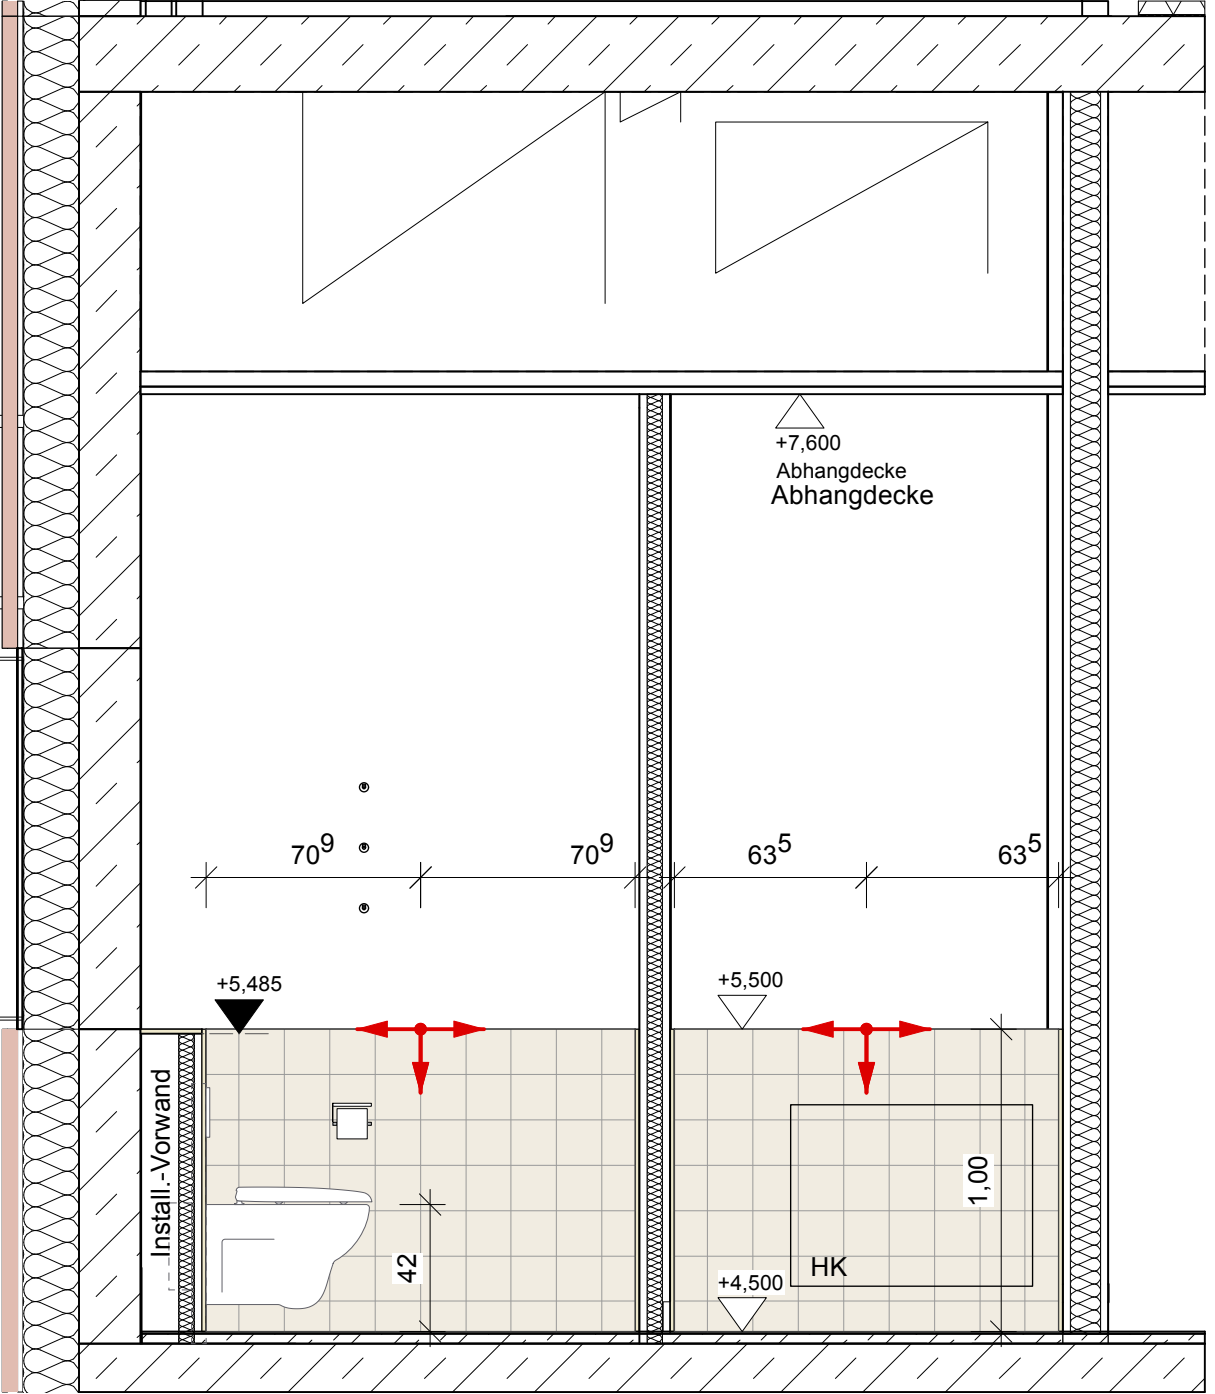 +7,600
Abhangdecke
Abhangdecke
70⁹ 70⁹ 63⁵ 63⁵
+5,485
+5,500
Install.-Vorwand
1,00
42
HK
+4,500